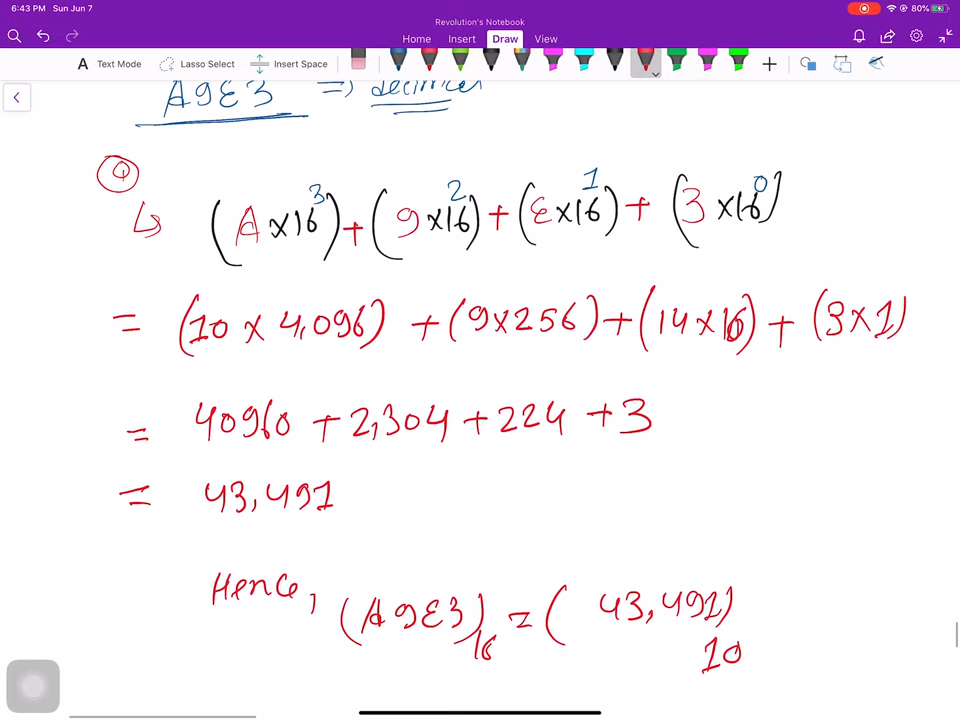 6:43 PM Sun Jun 7
80%
Revolution's Notebook
Home Insert Draw View
A Text Mode Lasso Select Insert Space
A9E3 => decimal
Q
↳ (A×16³)+(9×16²)+(E×16¹)+(3×16⁰)
= (10×4,096)+(9×256)+(14×16)+(3×1)
= 40960+2,304+224+3
= 43,491
Hence,
(A9E3)₁₆ = (43,491)₁₀